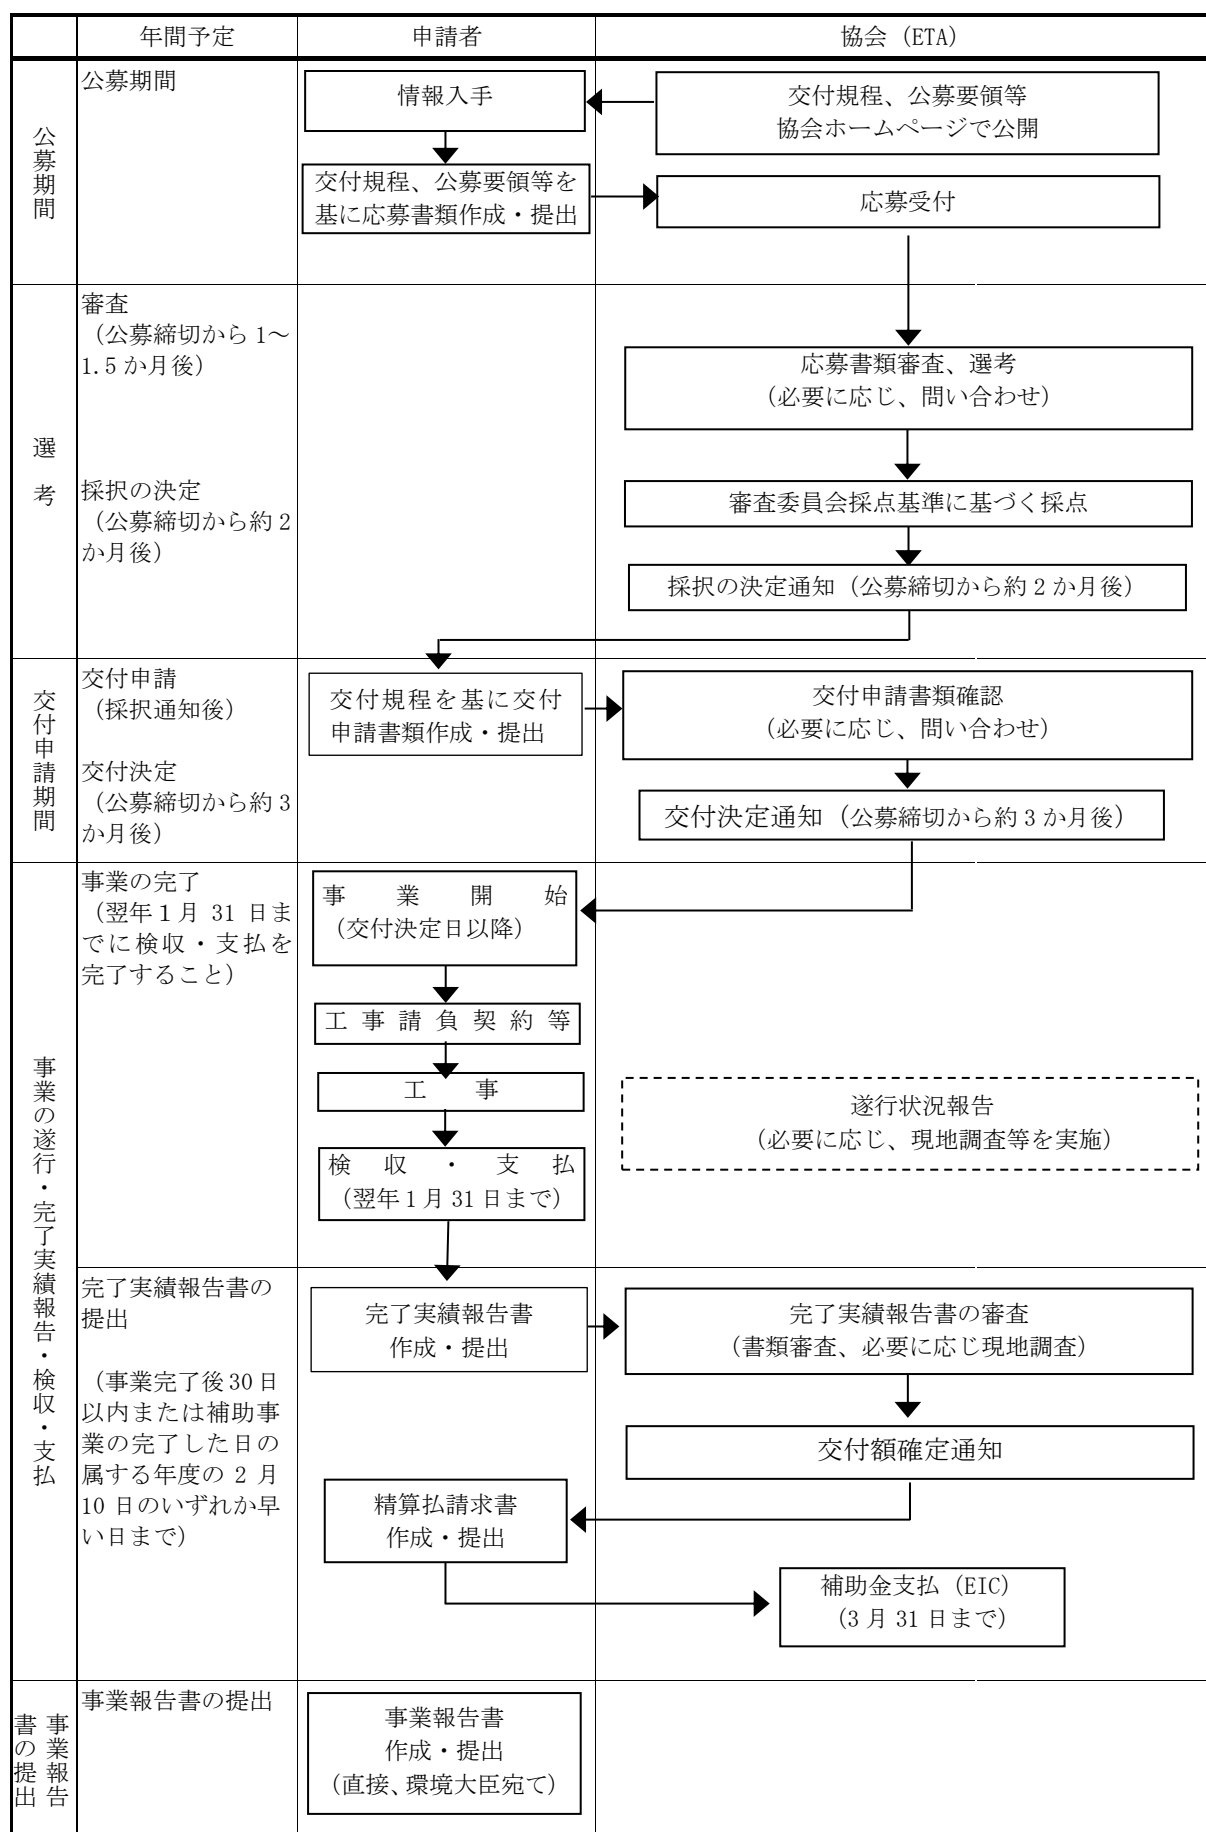 年間予定
申請者
協会（ETA）
公募期間
公募期間
情報入手
交付規程、公募要領等
協会ホームページで公開
交付規程、公募要領等を
基に応募書類作成・提出
応募受付
選考
審査
（公募締切から 1～
1.5 か月後）
応募書類審査、選考
（必要に応じ、問い合わせ）
採択の決定
（公募締切から約 2
か月後）
審査委員会採点基準に基づく採点
採択の決定通知（公募締切から約 2 か月後）
交付申請期間
交付申請
（採択通知後）
交付規程を基に交付
申請書類作成・提出
交付申請書類確認
（必要に応じ、問い合わせ）
交付決定
（公募締切から約 3
か月後）
交付決定通知（公募締切から約 3 か月後）
事業の遂行・完了実績報告・検収・支払
事業の完了
（翌年 1 月 31 日ま
でに検収・支払を
完了すること）
事業開始
（交付決定日以降）
工事請負契約等
工事
遂行状況報告
（必要に応じ、現地調査等を実施）
検収・支払
（翌年 1 月 31 日まで）
完了実績報告書の
提出
（事業完了後 30 日
以内または補助事
業の完了した日の
属する年度の 2 月
10 日のいずれか早
い日まで）
完了実績報告書
作成・提出
完了実績報告書の審査
（書類審査、必要に応じ現地調査）
交付額確定通知
精算払請求書
作成・提出
補助金支払（EIC）
（3 月 31 日まで）
事業報告
書の提出
事業報告書の提出
事業報告書
作成・提出
（直接、環境大臣宛て）